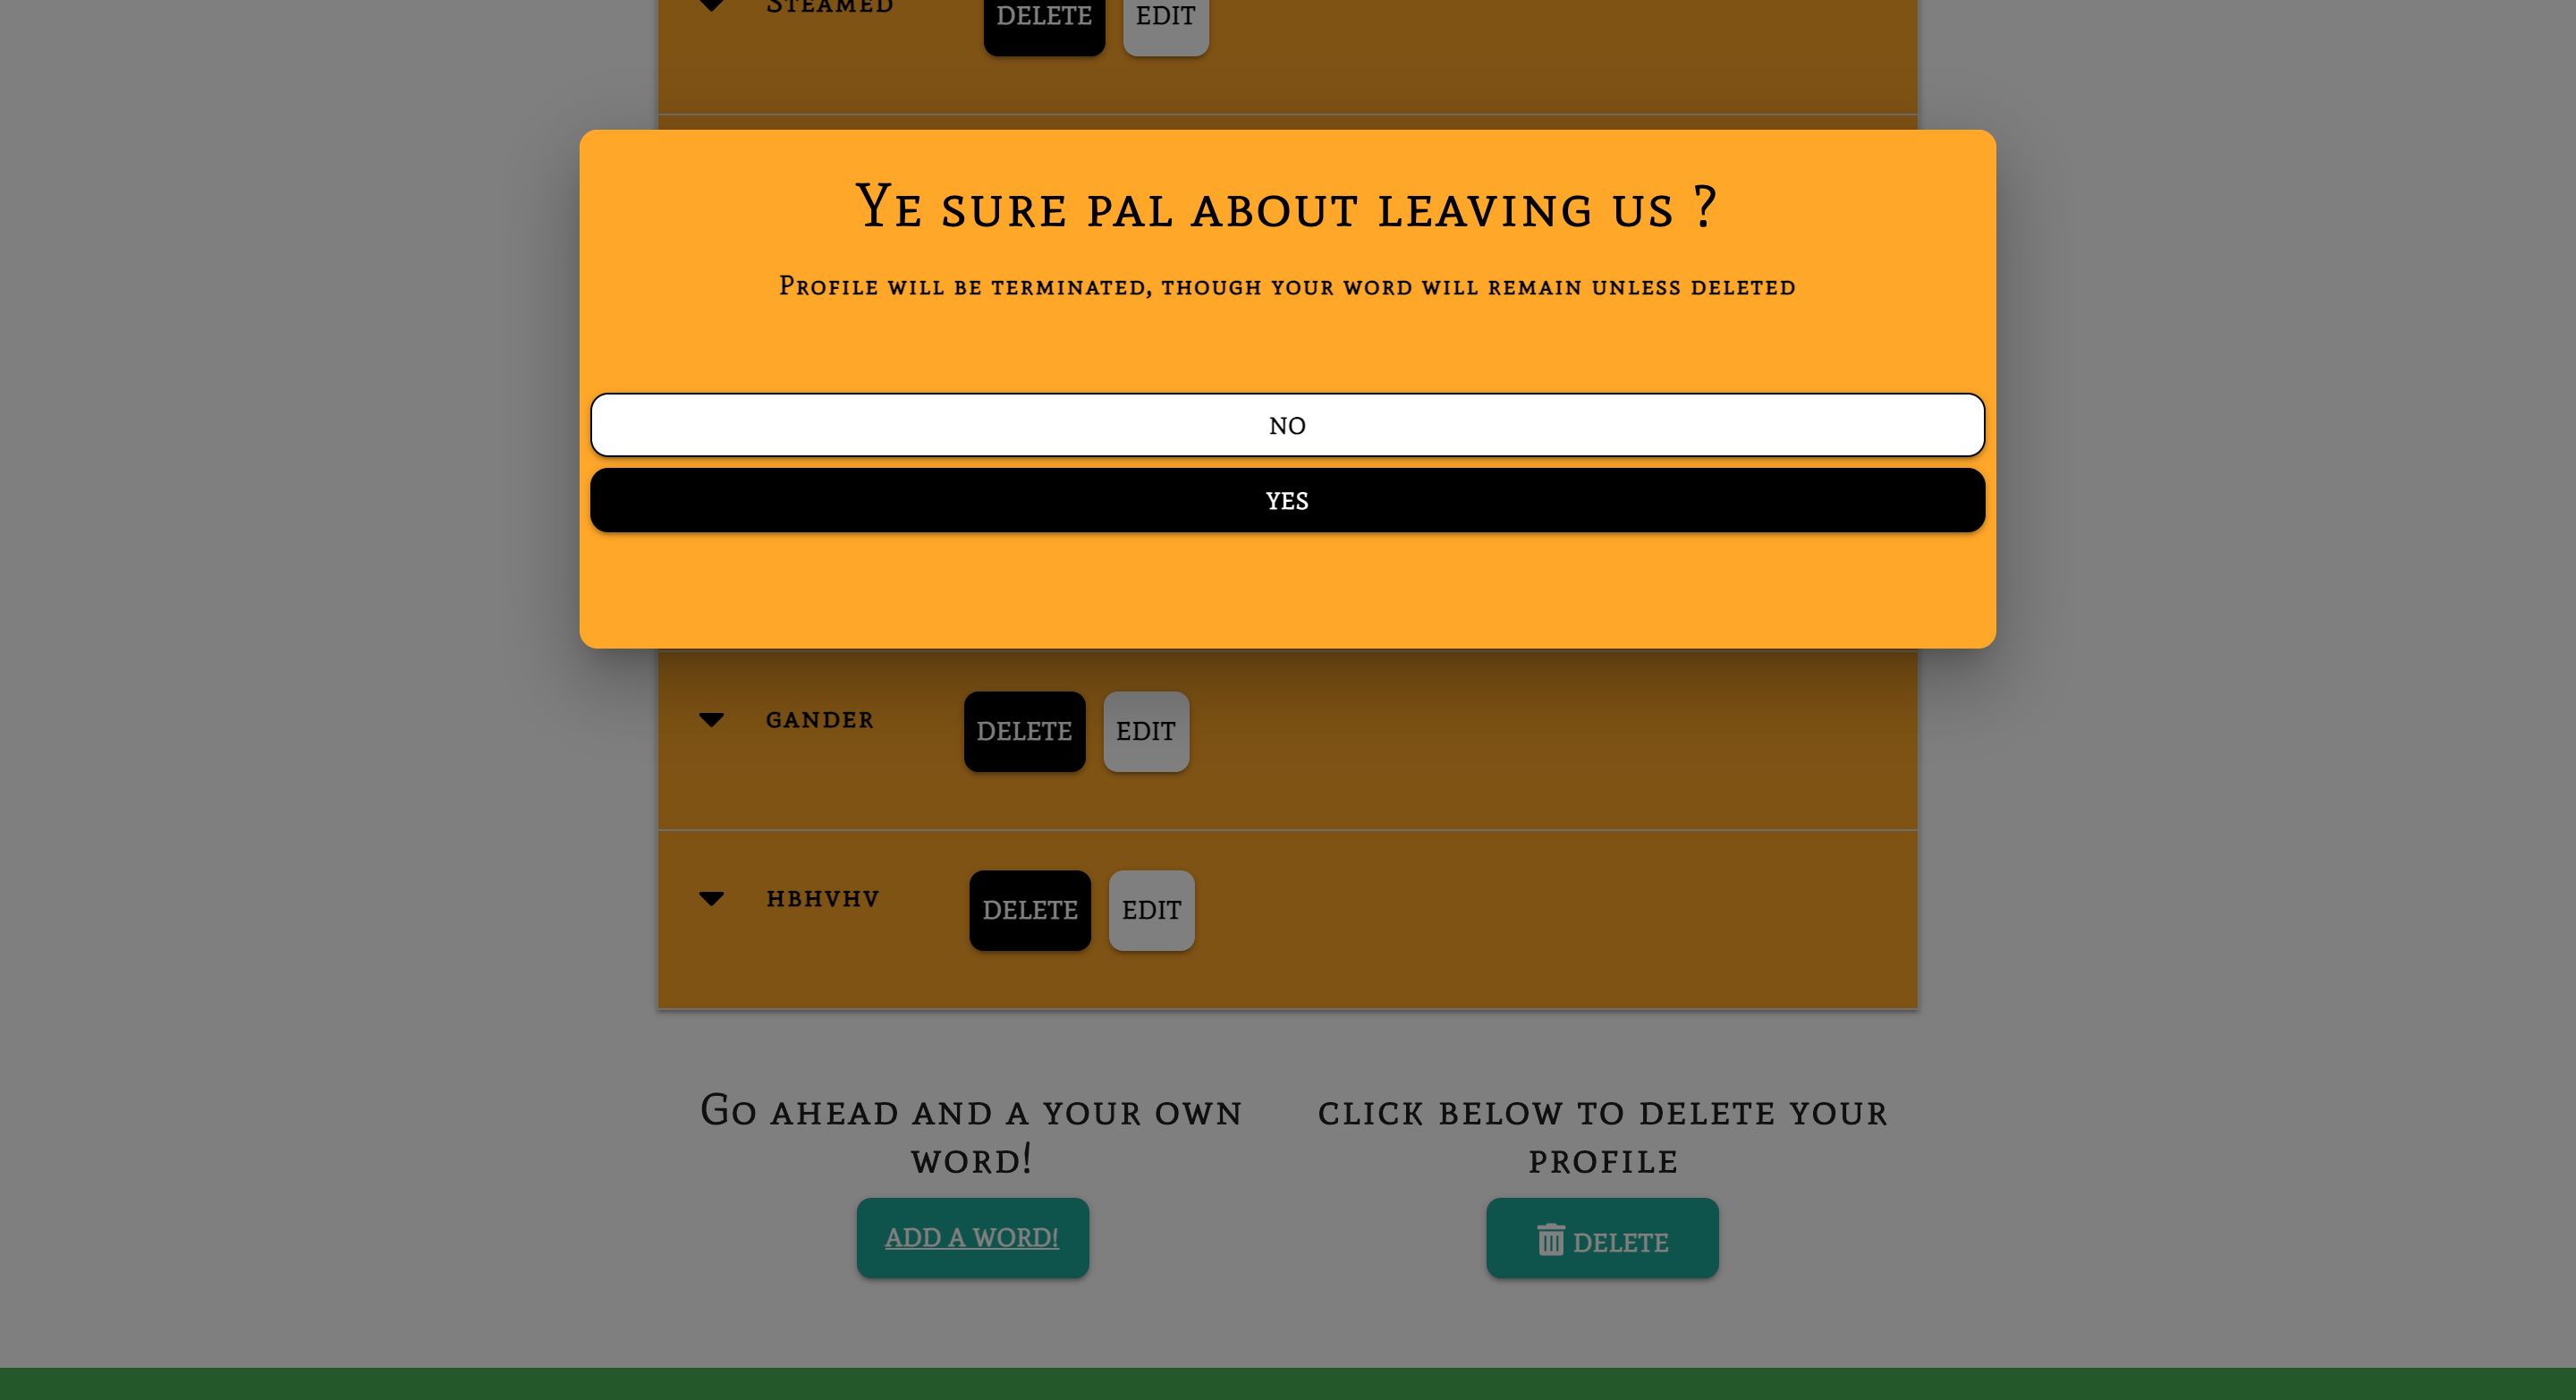 Steamed DELETE EDIT
Ye sure pal about leaving us ?
Profile will be terminated, though your word will remain unless deleted
NO
YES
gander DELETE EDIT
hbhvhv DELETE EDIT
Go ahead and a your own
word!
click below to delete your
profile
ADD A WORD!
DELETE